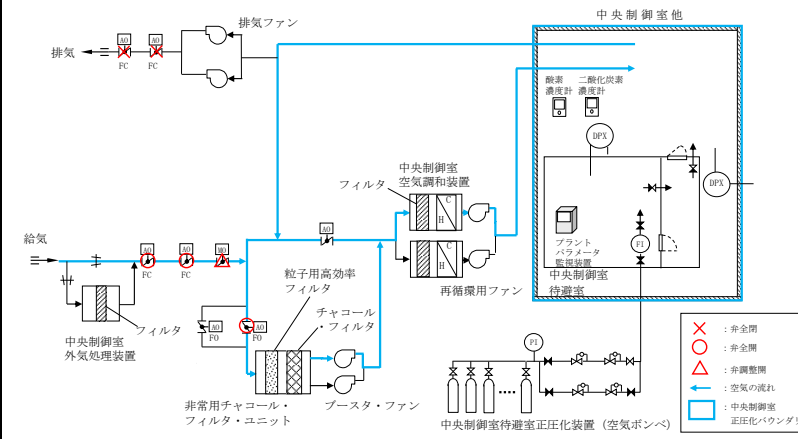 中央制御室他
排気ファン
AO
AO
排気
FC
FC
酸素
濃度計
二酸化炭素
濃度計
DPX
DPX
中央制御室
空気調和装置
フィルタ
C
H
AO
C
H
プラント
パラメータ
監視装置
FI
中央制御室
待避室
再循環用ファン
給気
AO
AO
MO
FC
FC
フィルタ
中央制御室
外気処理装置
粒子用高効率
フィルタ
チャコール
・フィルタ
AO
FO
AO
FO
非常用チャコール・
フィルタ・ユニット
ブースタ・ファン
PI
中央制御室待避室正圧化装置（空気ボンベ）
：弁全閉
：弁全開
：弁調整開
：空気の流れ
：中央制御室
正圧化バウンダリ